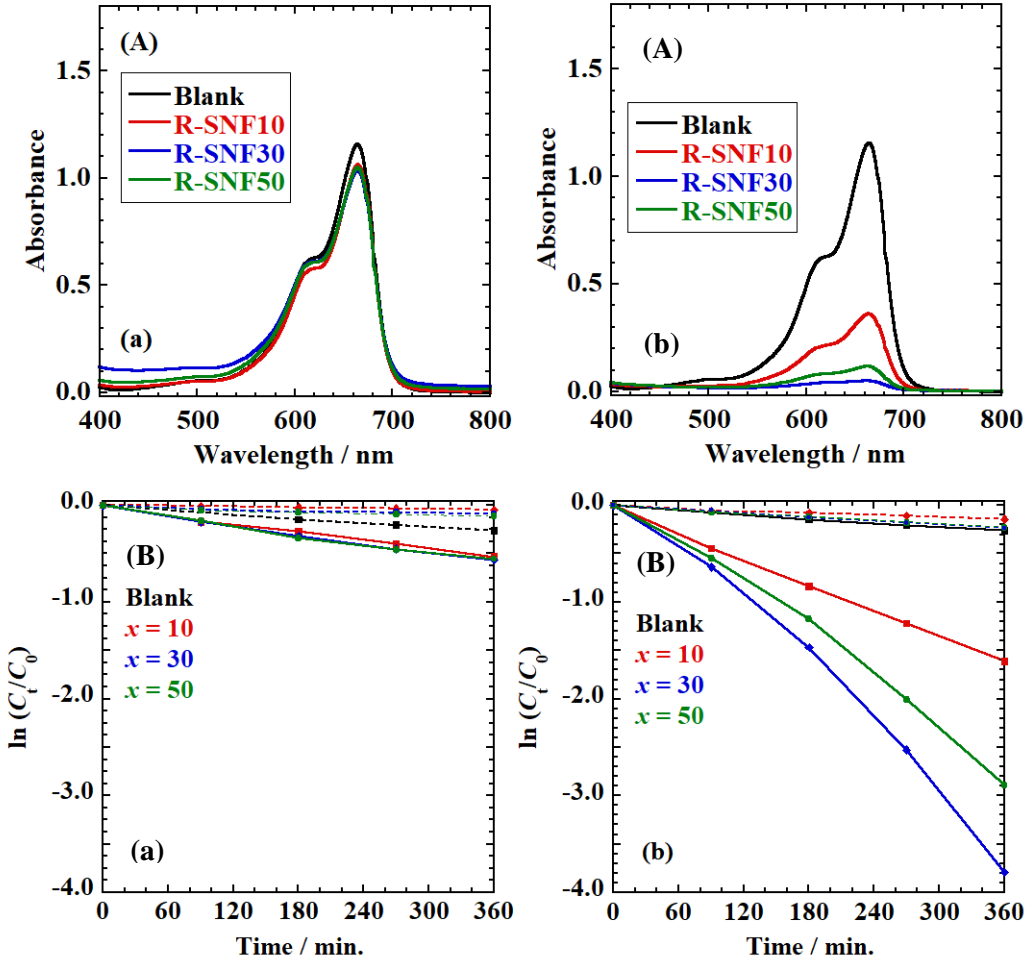 (A)
Blank
R-SNF10
R-SNF30
R-SNF50
(a)
Absorbance
1.5
1.0
0.5
0.0
400 500 600 700 800
Wavelength / nm
(A)
Blank
R-SNF10
R-SNF30
R-SNF50
(b)
Absorbance
1.5
1.0
0.5
0.0
400 500 600 700 800
Wavelength / nm
(B)
Blank
x = 10
x = 30
x = 50
(a)
ln (Ct/C0)
0.0
-1.0
-2.0
-3.0
-4.0
0 60 120 180 240 300 360
Time / min.
(B)
Blank
x = 10
x = 30
x = 50
(b)
ln (Ct/C0)
0.0
-1.0
-2.0
-3.0
-4.0
0 60 120 180 240 300 360
Time / min.